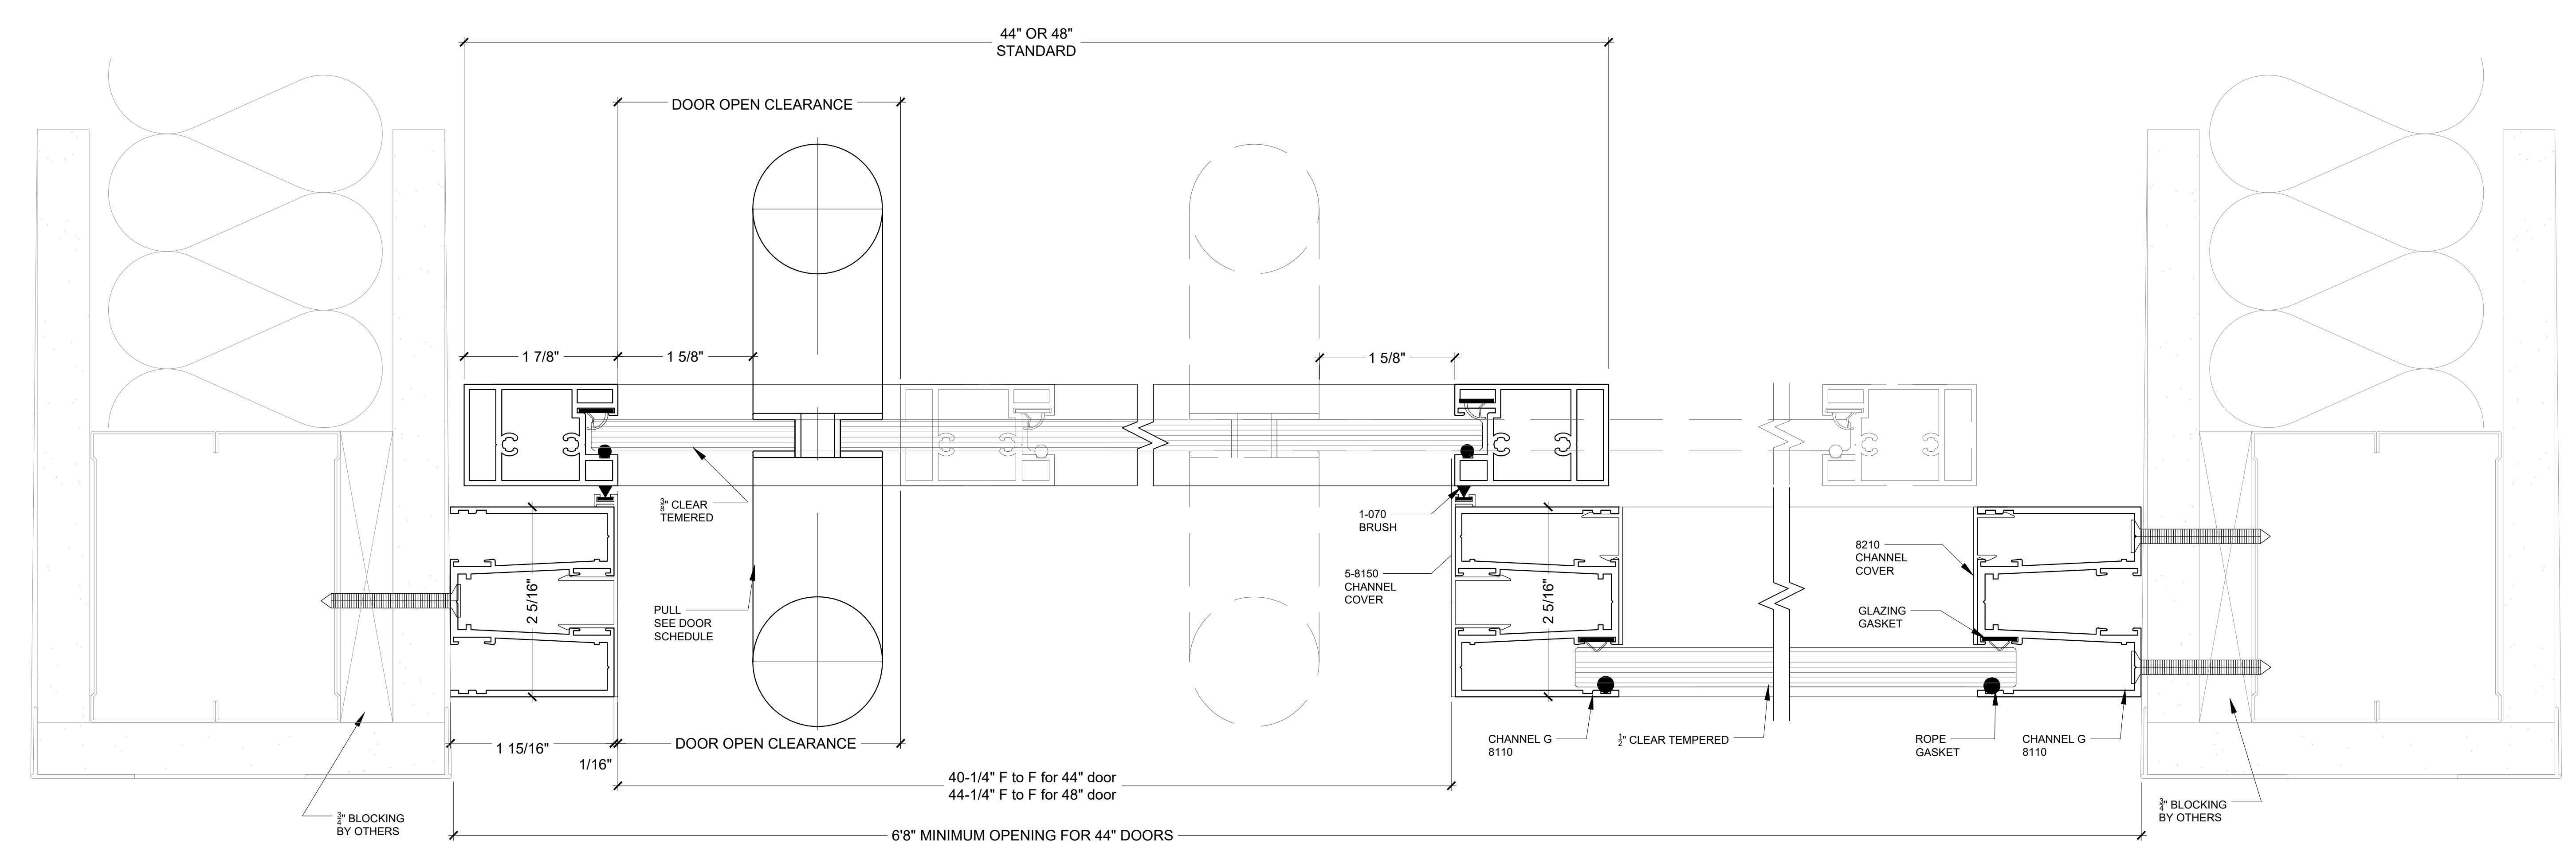 44" OR 48"
STANDARD
DOOR OPEN CLEARANCE
1 7/8"
1 5/8"
1 5/8"
3/8" CLEAR
TEMERED
1-070
BRUSH
5-8150
CHANNEL
COVER
8210
CHANNEL
COVER
GLAZING
GASKET
2 5/16"
2 5/16"
PULL
SEE DOOR
SCHEDULE
1 15/16"
1/16"
DOOR OPEN CLEARANCE
CHANNEL G
8110
1/2" CLEAR TEMPERED
ROPE
GASKET
CHANNEL G
8110
40-1/4" F to F for 44" door
44-1/4" F to F for 48" door
3/4" BLOCKING
BY OTHERS
3/4" BLOCKING
BY OTHERS
6'8" MINIMUM OPENING FOR 44" DOORS